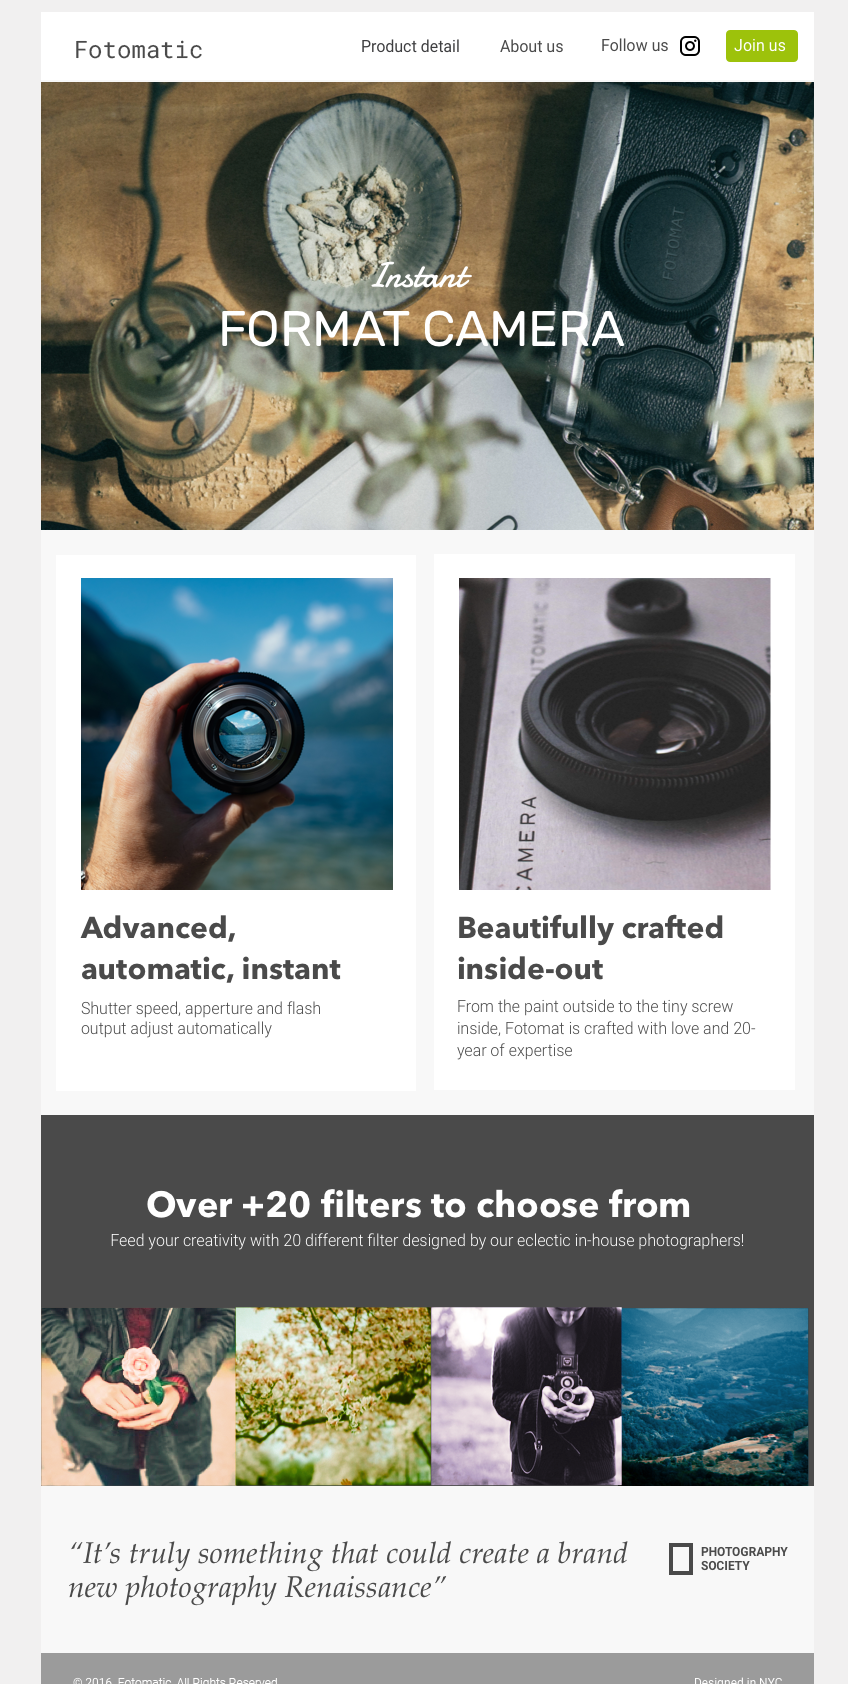 Fotomatic
Product detail
About us
Follow us
Join us
FOTOMAT
Instant
FORMAT CAMERA
CAMERA
Advanced,
automatic, instant
Shutter speed, apperture and flash
output adjust automatically
Beautifully crafted
inside-out
From the paint outside to the tiny screw
inside, Fotomat is crafted with love and 20-
year of expertise
Over +20 filters to choose from
Feed your creativity with 20 different filter designed by our eclectic in-house photographers!
“It’s truly something that could create a brand
new photography Renaissance”
PHOTOGRAPHY
SOCIETY
© 2016. Fotomatic. All Rights Reserved
Designed in NYC